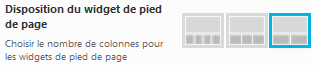 Disposition du widget de pied
de page
Choisir le nombre de colonnes pour
les widgets de pied de page